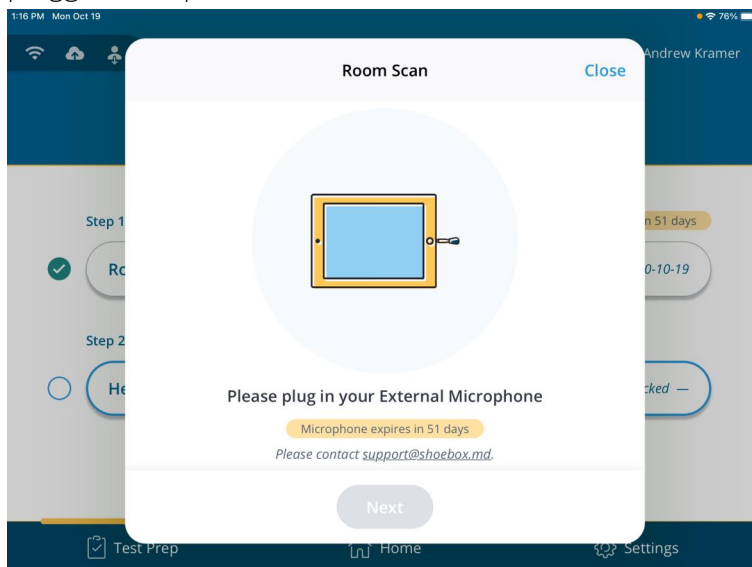 1:16 PM Mon Oct 19
76%
Andrew Kramer
Room Scan
Close
Step 1
n 51 days
Ro
0-10-19
Step 2
He
cked —
Please plug in your External Microphone
Microphone expires in 51 days
Please contact support@shoebox.md.
Next
Test Prep
Home
Settings